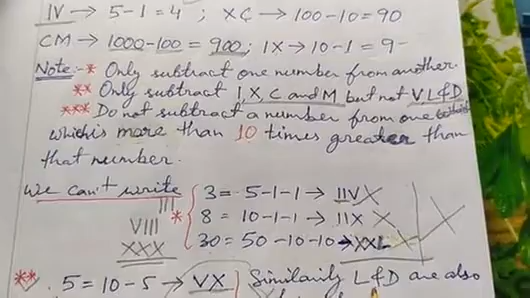 IV → 5-1=4 ; XC → 100-10=90
CM → 1000-100 = 900; IX → 10-1=9
Note:-* Only subtract one number from another.
** Only subtract I, X, C and M but not V, L & D
*** Do not subtract a number from one
which is more than 10 times greater than
that number.
We can't write { 3 = 5-1-1 → IIV X
III
VIII * 8 = 10-1-1 → IIX X
XXX 30 = 50-10-10 → XXL
** 5=10-5 → VX } Similarily L & D are also